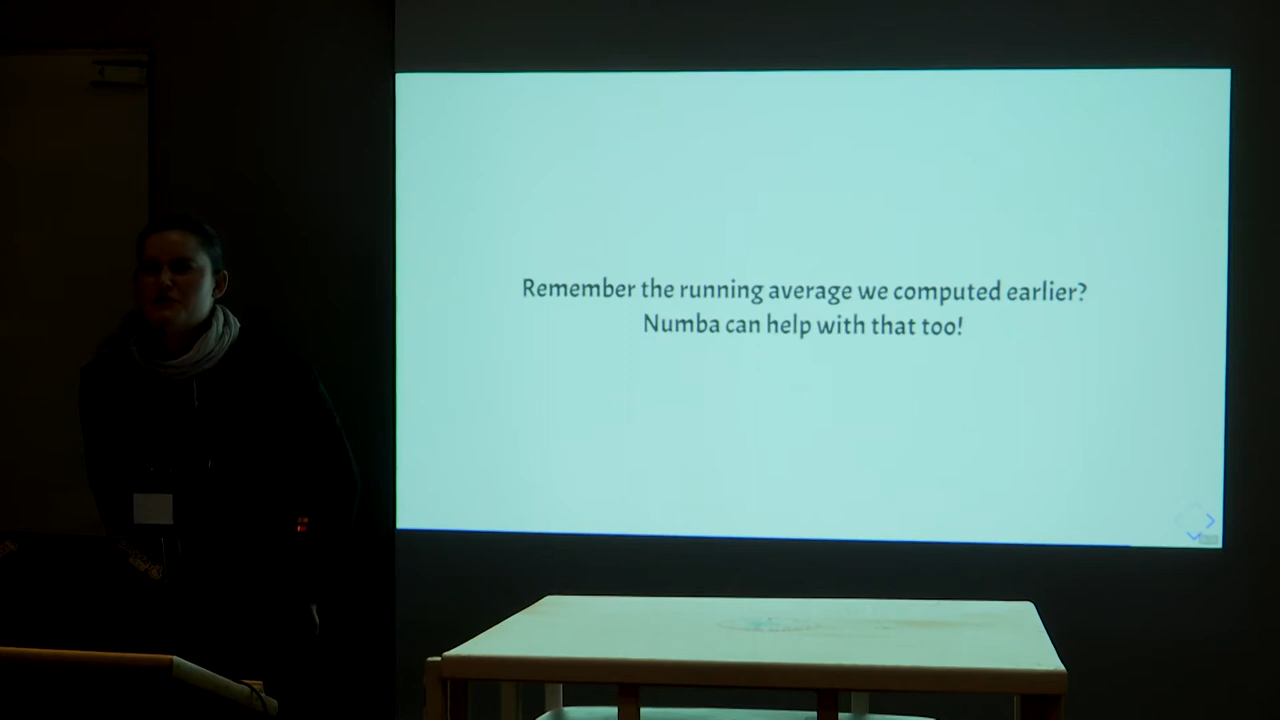 Remember the running average we computed earlier?
Numba can help with that too!